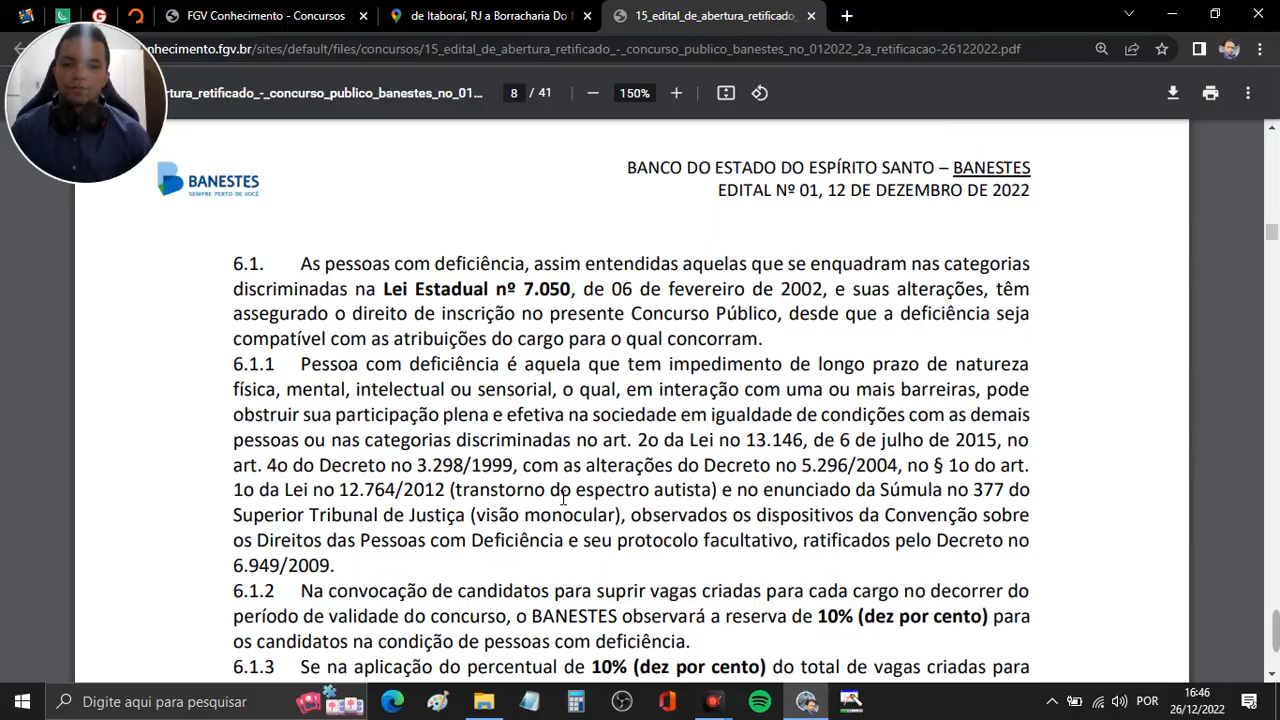 FGV Conhecimento - Concursos
de Itaboraí, RJ a Borracharia Do
15_edital_de_abertura_retificado_
nhecimento.fgv.br/sites/default/files/concursos/15_edital_de_abertura_retificado_-_concurso_publico_banestes_no_012022_2a_retificacao-26122022.pdf
rtura_retificado_-_concurso_publico_banestes_no_01...
8 / 41
150%
BANESTES
SEMPRE PERTO DE VOCÊ
BANCO DO ESTADO DO ESPÍRITO SANTO – BANESTES
EDITAL Nº 01, 12 DE DEZEMBRO DE 2022
6.1. As pessoas com deficiência, assim entendidas aquelas que se enquadram nas categorias
discriminadas na Lei Estadual nº 7.050, de 06 de fevereiro de 2002, e suas alterações, têm
assegurado o direito de inscrição no presente Concurso Público, desde que a deficiência seja
compatível com as atribuições do cargo para o qual concorram.
6.1.1 Pessoa com deficiência é aquela que tem impedimento de longo prazo de natureza
física, mental, intelectual ou sensorial, o qual, em interação com uma ou mais barreiras, pode
obstruir sua participação plena e efetiva na sociedade em igualdade de condições com as demais
pessoas ou nas categorias discriminadas no art. 2o da Lei no 13.146, de 6 de julho de 2015, no
art. 4o do Decreto no 3.298/1999, com as alterações do Decreto no 5.296/2004, no § 1o do art.
1o da Lei no 12.764/2012 (transtorno do espectro autista) e no enunciado da Súmula no 377 do
Superior Tribunal de Justiça (visão monocular), observados os dispositivos da Convenção sobre
os Direitos das Pessoas com Deficiência e seu protocolo facultativo, ratificados pelo Decreto no
6.949/2009.
6.1.2 Na convocação de candidatos para suprir vagas criadas para cada cargo no decorrer do
período de validade do concurso, o BANESTES observará a reserva de 10% (dez por cento) para
os candidatos na condição de pessoas com deficiência.
6.1.3 Se na aplicação do percentual de 10% (dez por cento) do total de vagas criadas para
Digite aqui para pesquisar
POR
16:46
26/12/2022